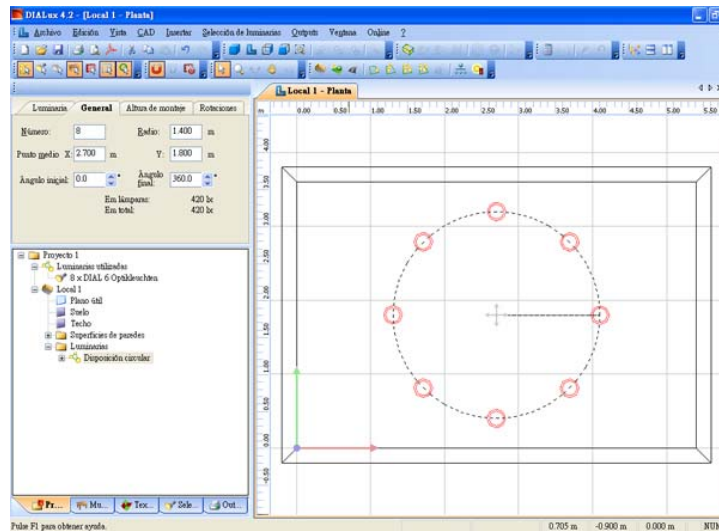 DIALux 4.2 - [Local 1 - Planta]
Archivo Edición Vista CAD Insertar Selección de luminarias Outputs Ventana Online ?
Local 1 - Planta
Luminaria General Altura de montaje Rotaciones
Número: 8 Radio: 1.400 m
Punto medio X: 2.700 m Y: 1.800 m
Ángulo inicial: 0.0 ° Ángulo final: 360.0 °
Em lámparas: 420 lx
Em total: 420 lx
m 0.00 0.50 1.00 1.50 2.00 2.50 3.00 3.50 4.00 4.50 5.00 5.50
4.00
3.50
3.00
2.50
2.00
1.50
1.00
0.50
0.00
-0.50
Proyecto 1
Luminarias utilizadas
8 x DIAL 6 Optikleuchten
Local 1
Plano útil
Suelo
Techo
Superficies de paredes
Luminarias
Disposición circular
Pr... Mu... Tex... Sele... Out...
Pulse F1 para obtener ayuda. 0.705 m -0.900 m 0.000 m NUM